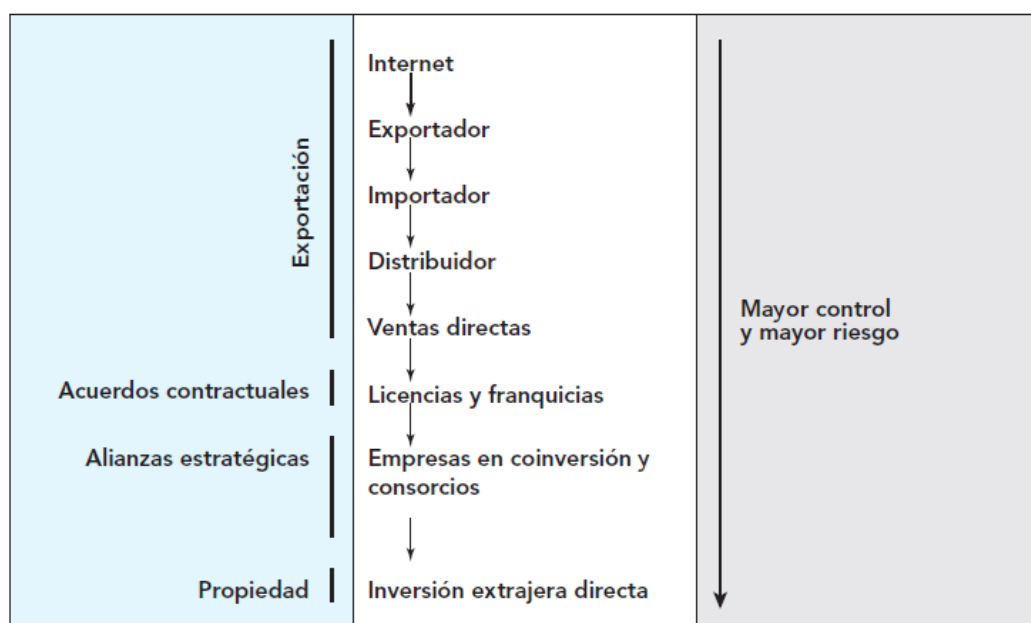 Exportación
Internet
Exportador
Importador
Distribuidor
Ventas directas
Acuerdos contractuales
Licencias y franquicias
Alianzas estratégicas
Empresas en coinversión y
consorcios
Propiedad
Inversión extrajera directa
Mayor control
y mayor riesgo